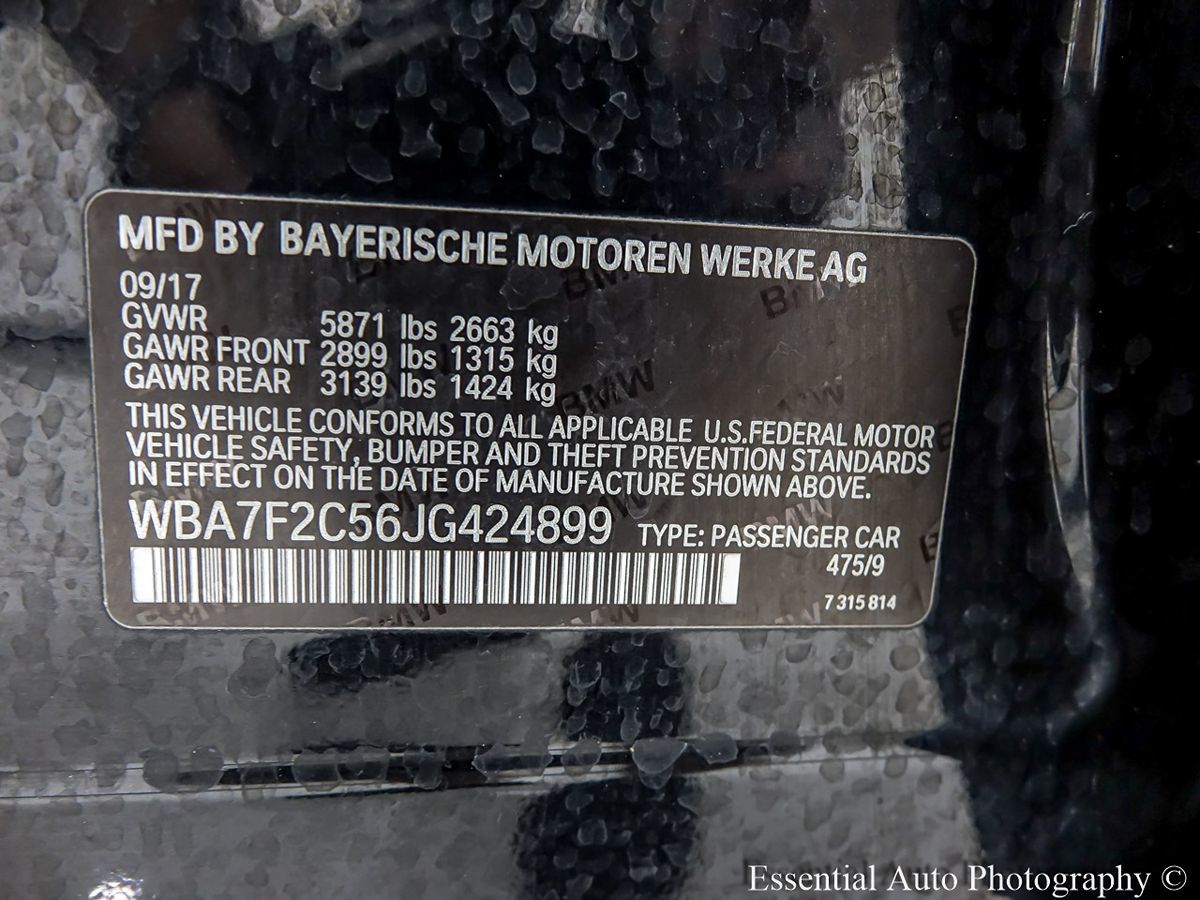 MFD BY BAYERISCHE MOTOREN WERKE AG
09/17
GVWR 5871 lbs 2663 kg
GAWR FRONT 2899 lbs 1315 kg
GAWR REAR 3139 lbs 1424 kg
THIS VEHICLE CONFORMS TO ALL APPLICABLE U.S.FEDERAL MOTOR
VEHICLE SAFETY, BUMPER AND THEFT PREVENTION STANDARDS
IN EFFECT ON THE DATE OF MANUFACTURE SHOWN ABOVE.
WBA7F2C56JG424899 TYPE: PASSENGER CAR
475/9
7 315 814
Essential Auto Photography ©